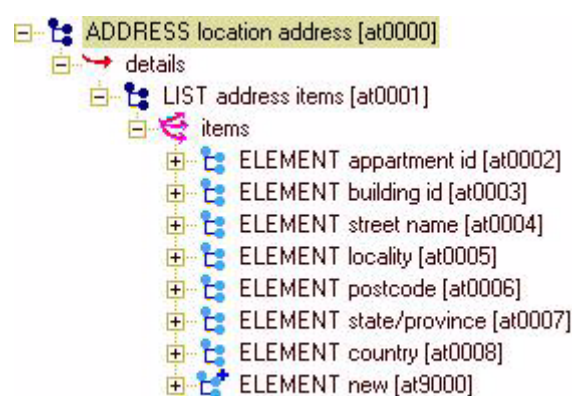 ADDRESS location address [at0000]
details
LIST address items [at0001]
items
ELEMENT appartment id [at0002]
ELEMENT building id [at0003]
ELEMENT street name [at0004]
ELEMENT locality [at0005]
ELEMENT postcode [at0006]
ELEMENT state/province [at0007]
ELEMENT country [at0008]
ELEMENT new [at9000]